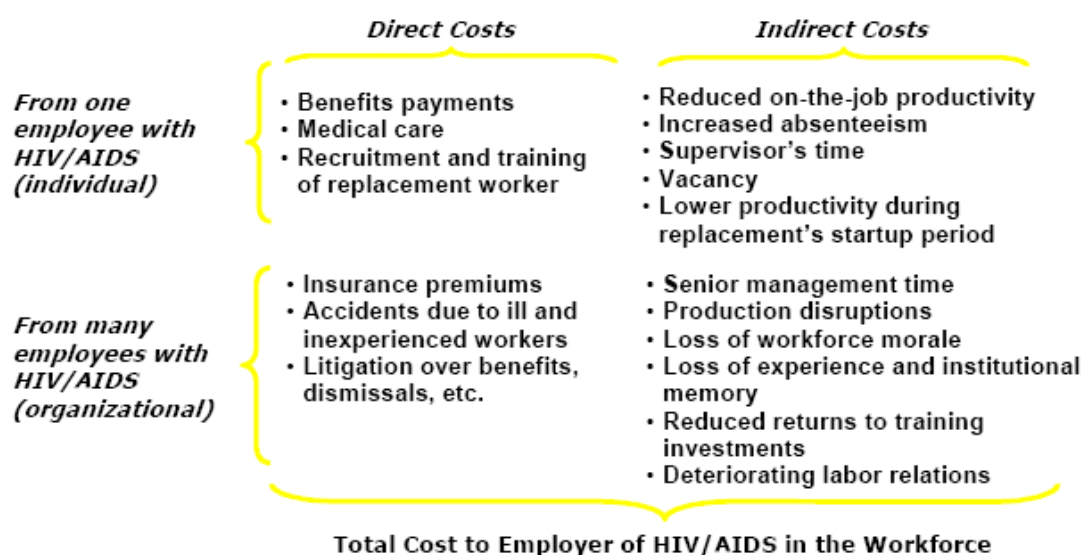 Direct Costs
Indirect Costs
From one
employee with
HIV/AIDS
(individual)
• Benefits payments
• Medical care
• Recruitment and training
of replacement worker
• Reduced on-the-job productivity
• Increased absenteeism
• Supervisor's time
• Vacancy
• Lower productivity during
replacement's startup period
From many
employees with
HIV/AIDS
(organizational)
• Insurance premiums
• Accidents due to ill and
inexperienced workers
• Litigation over benefits,
dismissals, etc.
• Senior management time
• Production disruptions
• Loss of workforce morale
• Loss of experience and institutional
memory
• Reduced returns to training
investments
• Deteriorating labor relations
Total Cost to Employer of HIV/AIDS in the Workforce